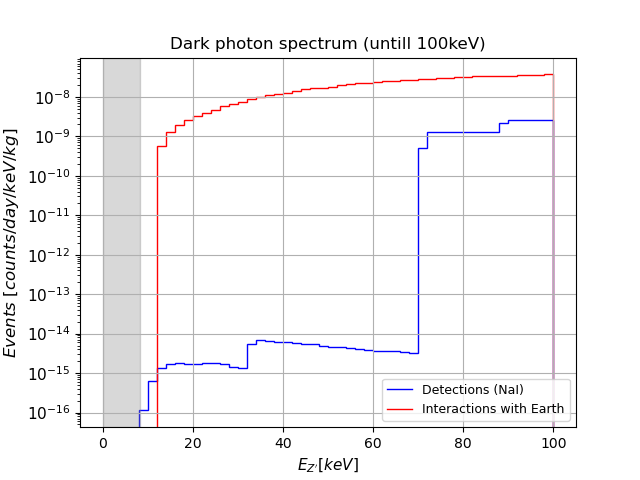 Dark photon spectrum (untill 100keV)
Events [counts/day/keV/kg]
10⁻⁸
10⁻⁹
10⁻¹⁰
10⁻¹¹
10⁻¹²
10⁻¹³
10⁻¹⁴
10⁻¹⁵
10⁻¹⁶
Detections (NaI)
Interactions with Earth
0 20 40 60 80 100
E_Z' [keV]